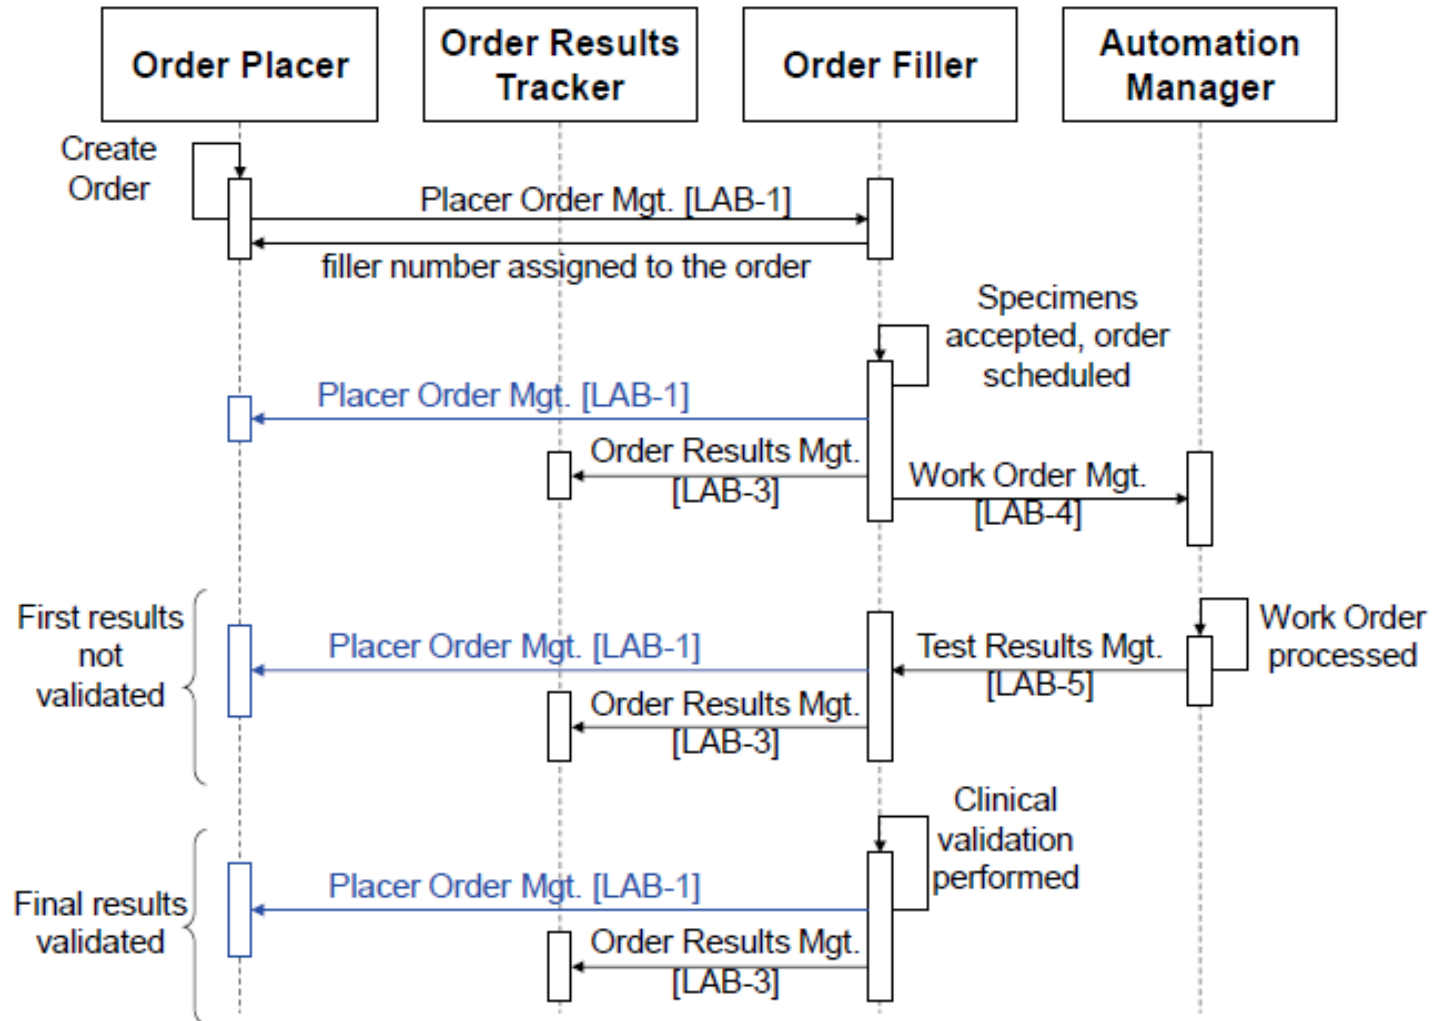 Order Placer
Order Results
Tracker
Order Filler
Automation
Manager
Create
Order
Placer Order Mgt. [LAB-1]
filler number assigned to the order
Specimens
accepted, order
scheduled
Placer Order Mgt. [LAB-1]
Order Results Mgt.
[LAB-3]
Work Order Mgt.
[LAB-4]
First results
not
validated
Placer Order Mgt. [LAB-1]
Test Results Mgt.
[LAB-5]
Work Order
processed
Order Results Mgt.
[LAB-3]
Clinical
validation
performed
Final results
validated
Placer Order Mgt. [LAB-1]
Order Results Mgt.
[LAB-3]